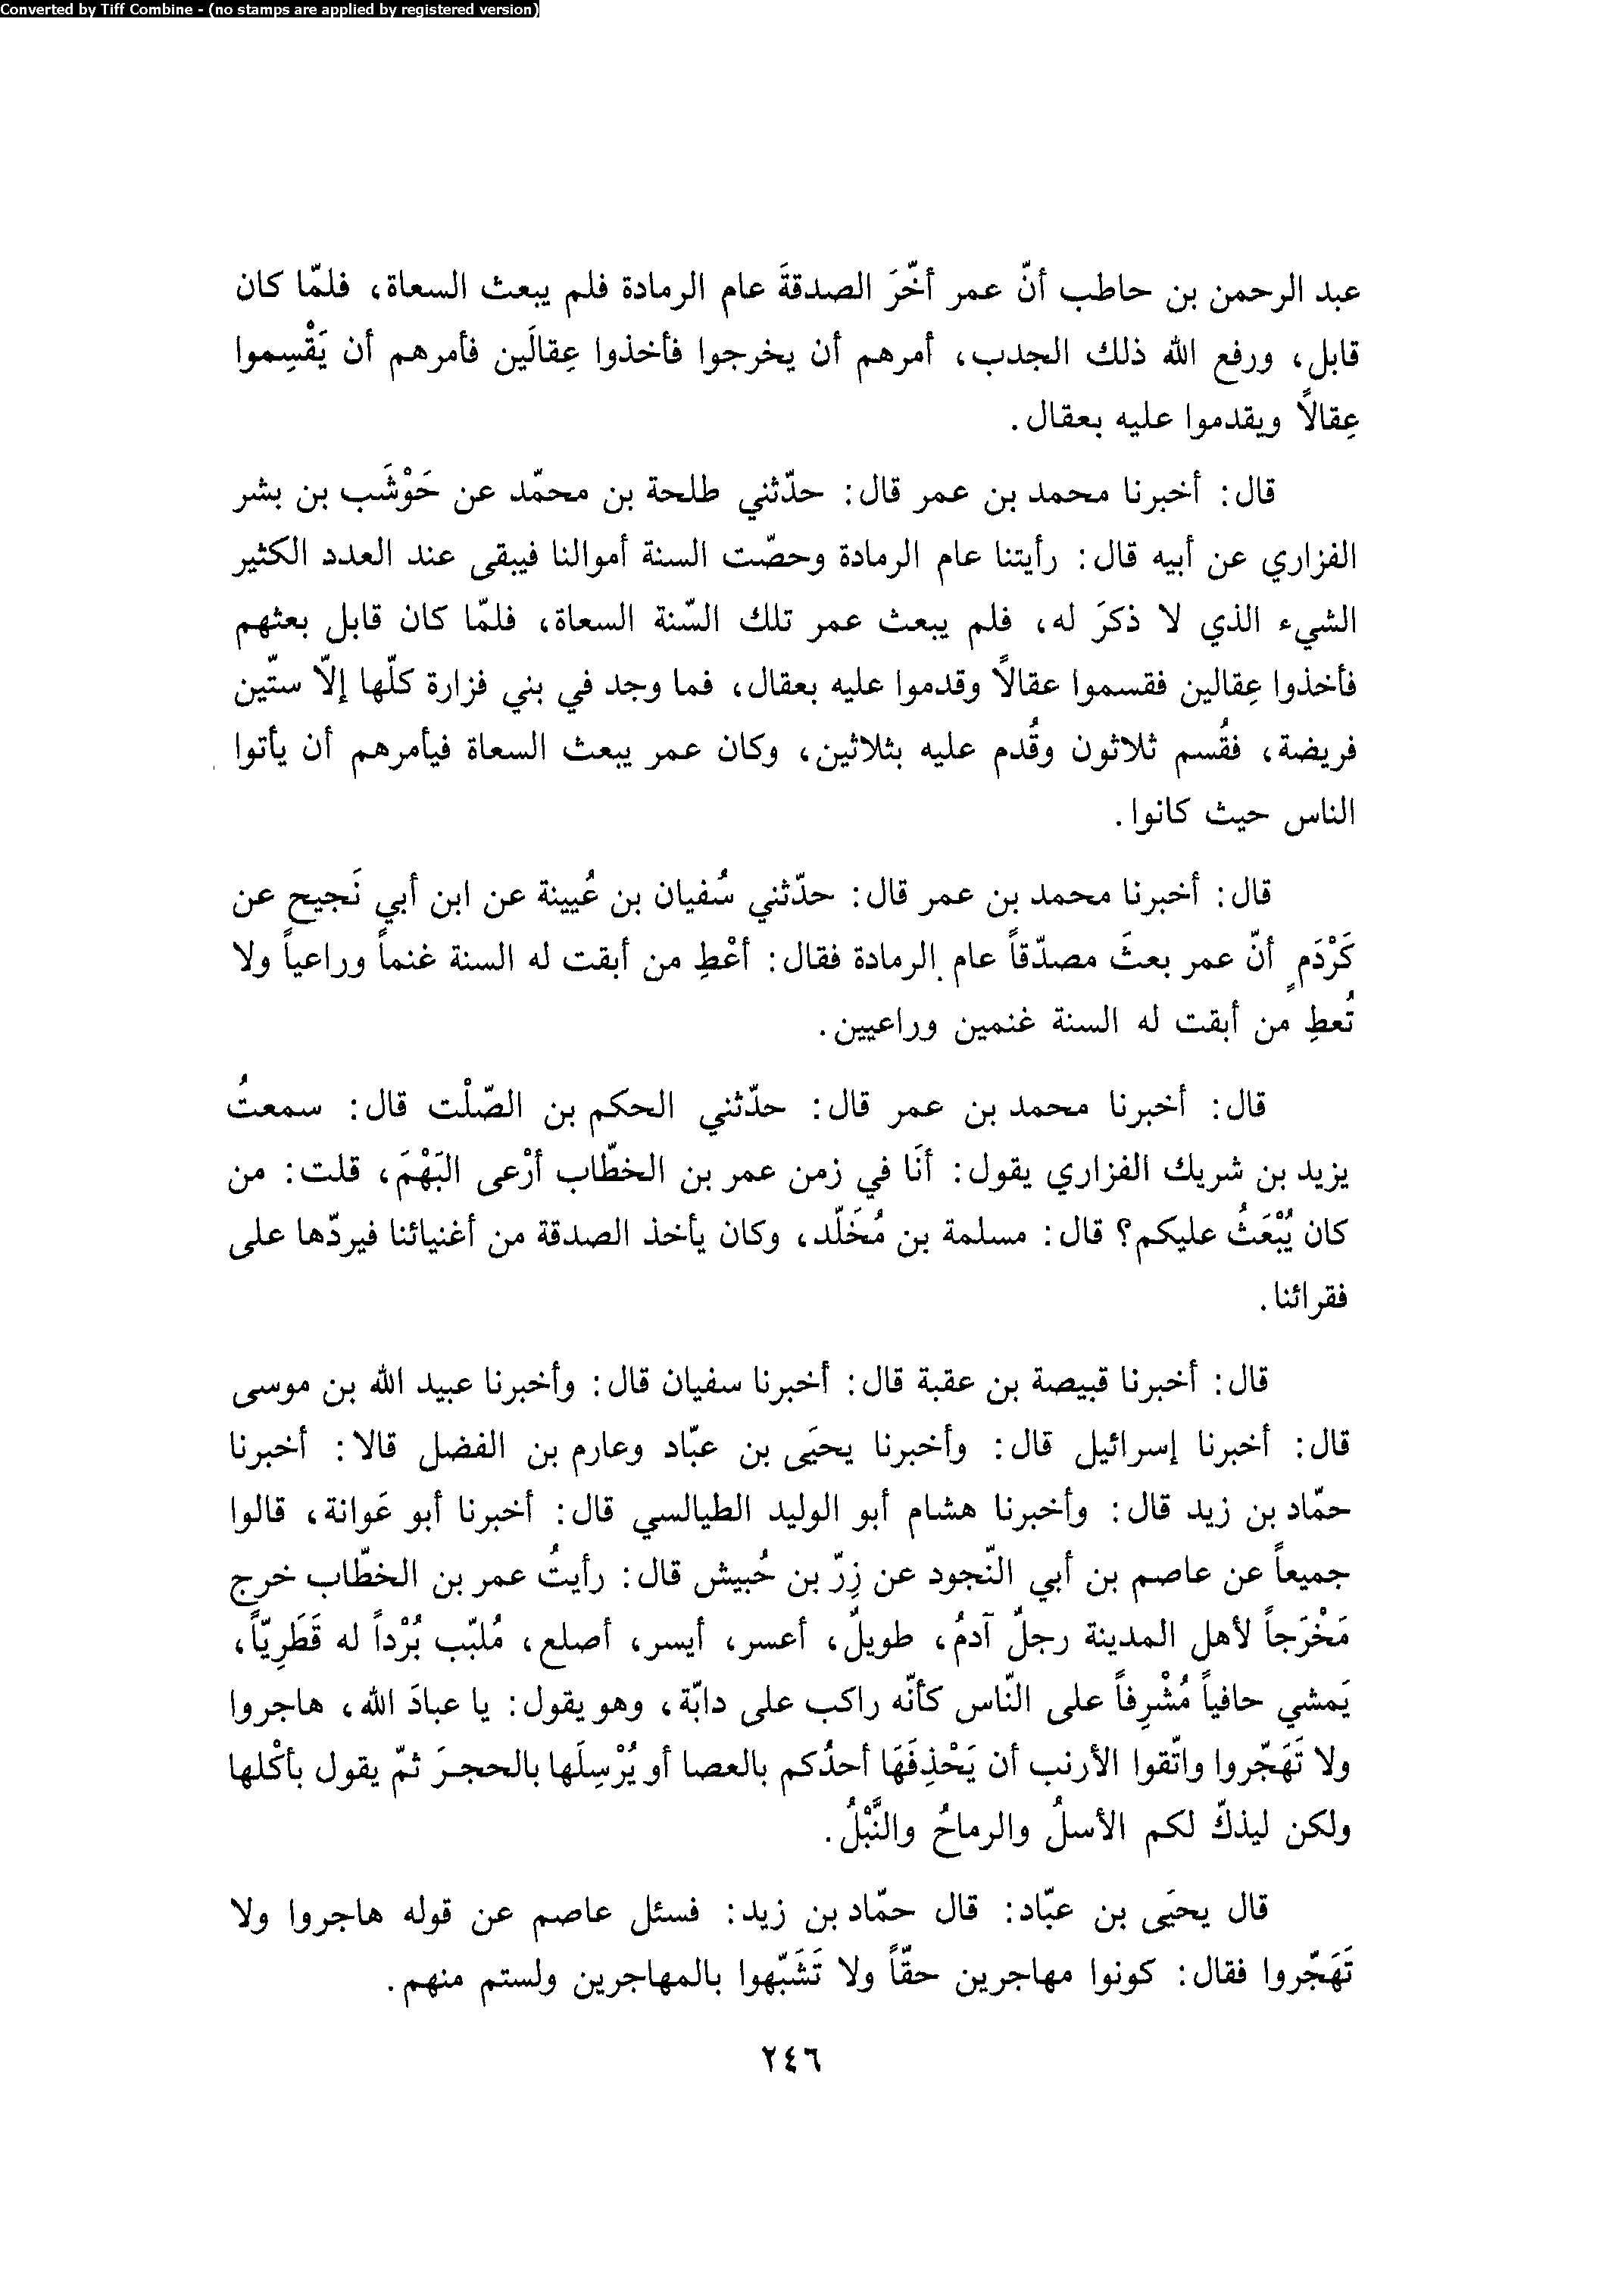 Converted by Tiff Combine - (no stamps are applied by registered version)
عبد الرحمن بن حاطب أنّ عمر أخّرَ الصدقةَ عام الرمادة فلم يبعث السعاة، فلمّا كان
قابل، ورفع الله ذلك الجدب، أمرهم أن يخرجوا فأخذوا عِقالَين فأمرهم أن يَقْسِموا
عِقالاً ويقدموا عليه بعقال.
قال: أخبرنا محمد بن عمر قال: حدّثني طلحة بن محمّد عن حَوْشَب بن بشر
الفزاري عن أبيه قال: رأيتنا عام الرمادة وحصّت السنة أموالنا فيبقى عند العدد الكثير
الشيء الذي لا ذكرَ له، فلم يبعث عمر تلك السّنة السعاة، فلمّا كان قابل بعثهم
فأخذوا عِقالين فقسموا عقالاً وقدموا عليه بعقال، فما وجد في بني فزارة كلّها إلاّ ستّين
فريضة، فقُسم ثلاثون وقُدم عليه بثلاثين، وكان عمر يبعث السعاة فيأمرهم أن يأتوا
الناس حيث كانوا.
قال: أخبرنا محمد بن عمر قال: حدّثني سُفيان بن عُيينة عن ابن أبي نَجيح عن
كَرْدَمٍ أنّ عمر بعثَ مصدّقاً عام الرمادة فقال: أعْطِ من أبقت له السنة غنماً وراعياً ولا
تُعطِ من أبقت له السنة غنمين وراعيين.
قال: أخبرنا محمد بن عمر قال: حدّثني الحكم بن الصّلْت قال: سمعتُ
يزيد بن شريك الفزاري يقول: أنَا في زمن عمر بن الخطّاب أرْعى البَهْمَ، قلت: من
كان يُبْعَثُ عليكم؟ قال: مسلمة بن مُخَلّد، وكان يأخذ الصدقة من أغنيائنا فيردّها على
فقرائنا.
قال: أخبرنا قبيصة بن عقبة قال: أخبرنا سفيان قال: وأخبرنا عبيد الله بن موسى
قال: أخبرنا إسرائيل قال: وأخبرنا يحيَى بن عبّاد وعارم بن الفضل قالا: أخبرنا
حمّاد بن زيد قال: وأخبرنا هشام أبو الوليد الطيالسي قال: أخبرنا أبو عَوانة، قالوا
جميعاً عن عاصم بن أبي النّجود عن زِرّ بن حُبيش قال: رأيتُ عمر بن الخطّاب خرج
مَخْرَجاً لأهل المدينة رجلٌ آدمُ، طويلٌ، أعسر، أيسر، أصلع، مُلبّب بُرْداً له قَطَرِيّاً،
يَمشي حافياً مُشْرِفاً على النّاس كأنّه راكب على دابّة، وهو يقول: يا عبادَ الله، هاجروا
ولا تَهَجّروا واتّقوا الأرنب أن يَحْذِفَهَا أحدُكم بالعصا أو يُرْسِلَها بالحجرَ ثمّ يقول بأكْلها
ولكن ليذكّ لكم الأسلُ والرماحُ والنَّبْلُ.
قال يحيَى بن عبّاد: قال حمّاد بن زيد: فسئل عاصم عن قوله هاجروا ولا
تَهَجّروا فقال: كونوا مهاجرين حقّاً ولا تَشَبّهوا بالمهاجرين ولستم منهم.
٢٤٦